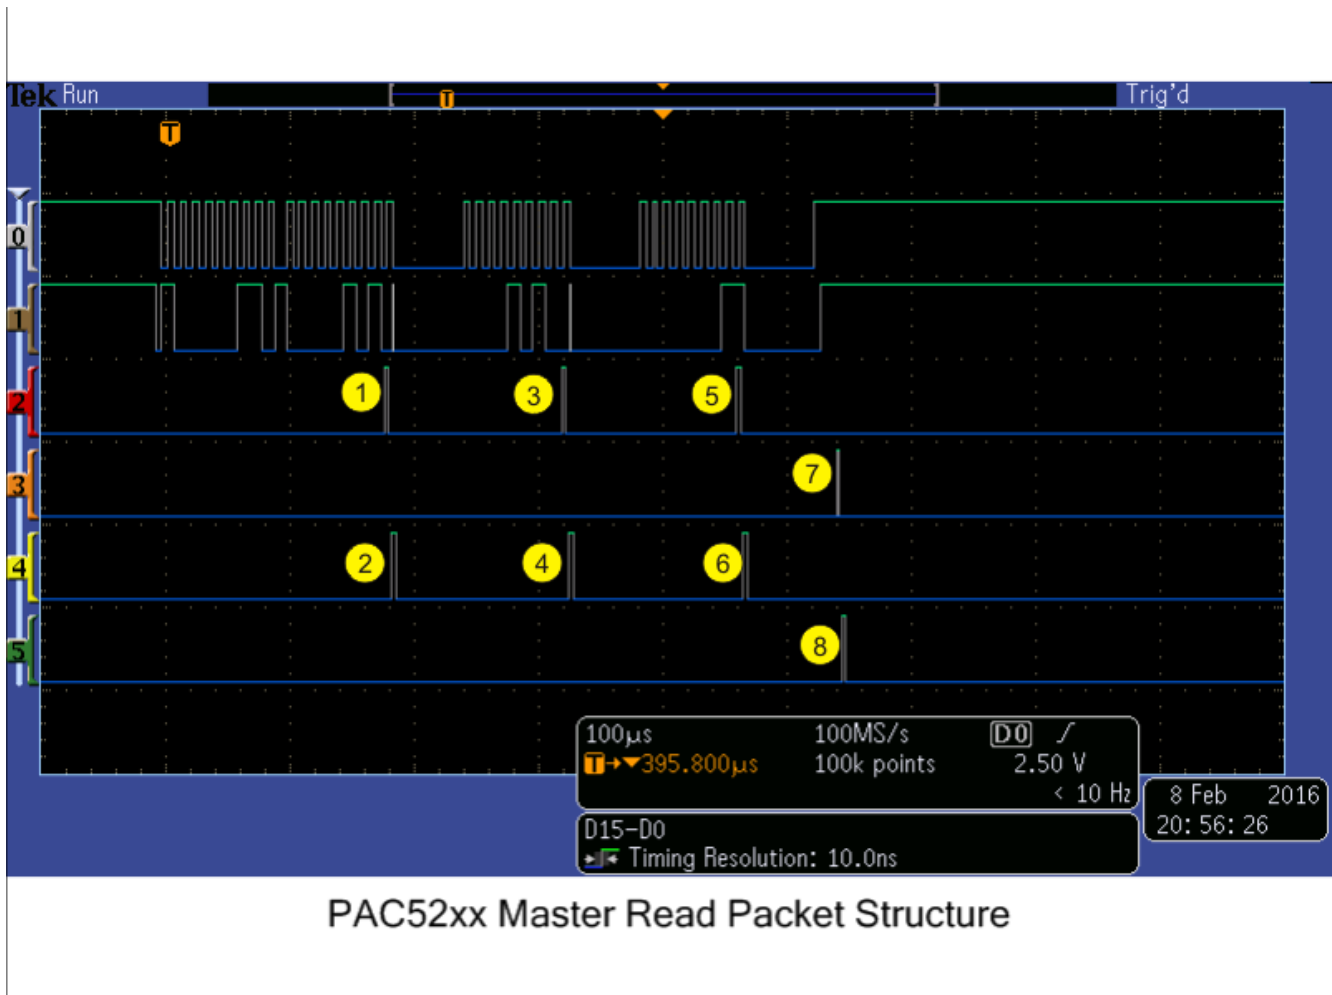 Tek Run
Trig'd
T
T
0
1
2
1
3
5
3
7
4
2
4
6
5
8
100µs 100MS/s D0
T→▼395.800µs 100k points 2.50 V
< 10 Hz
8 Feb 2016
20:56:26
D15-D0
Timing Resolution: 10.0ns
PAC52xx Master Read Packet Structure